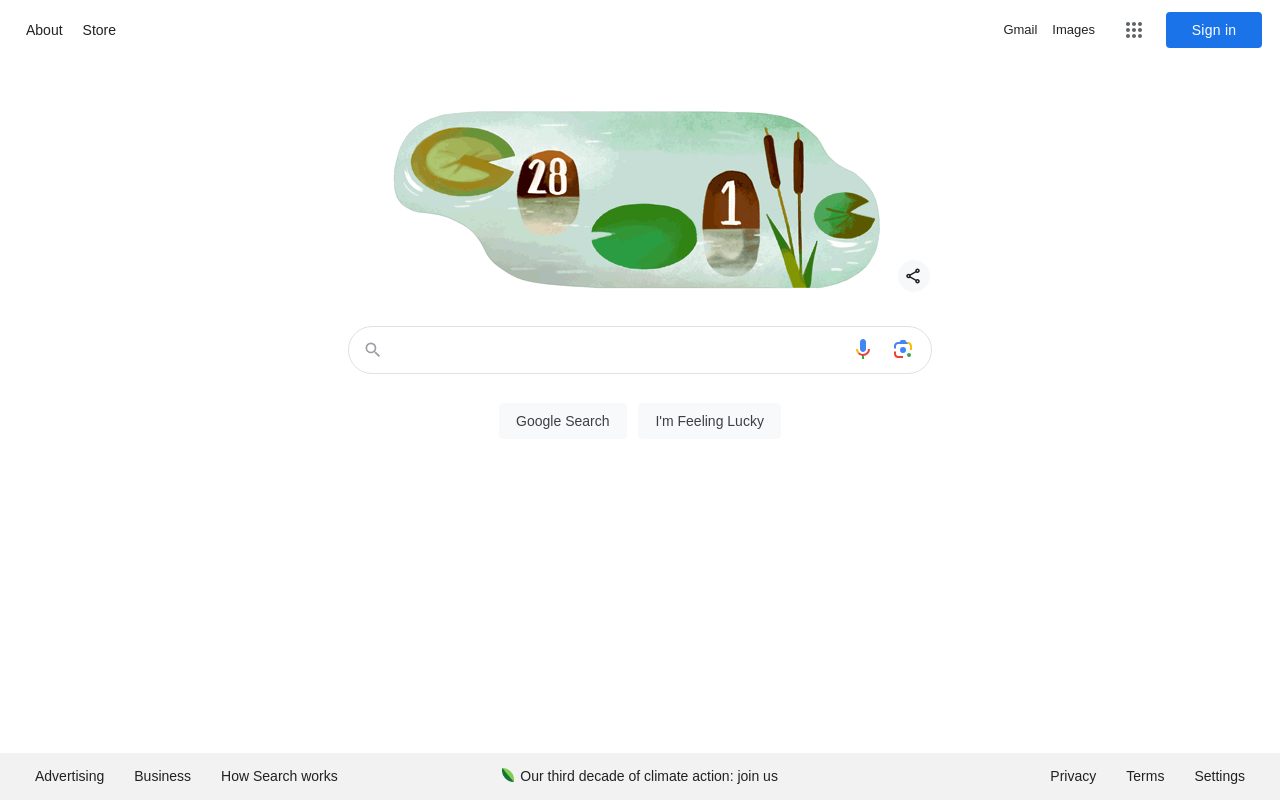 About Store Gmail Images Sign in
28
1
Google Search I'm Feeling Lucky
Advertising Business How Search works Our third decade of climate action: join us Privacy Terms Settings